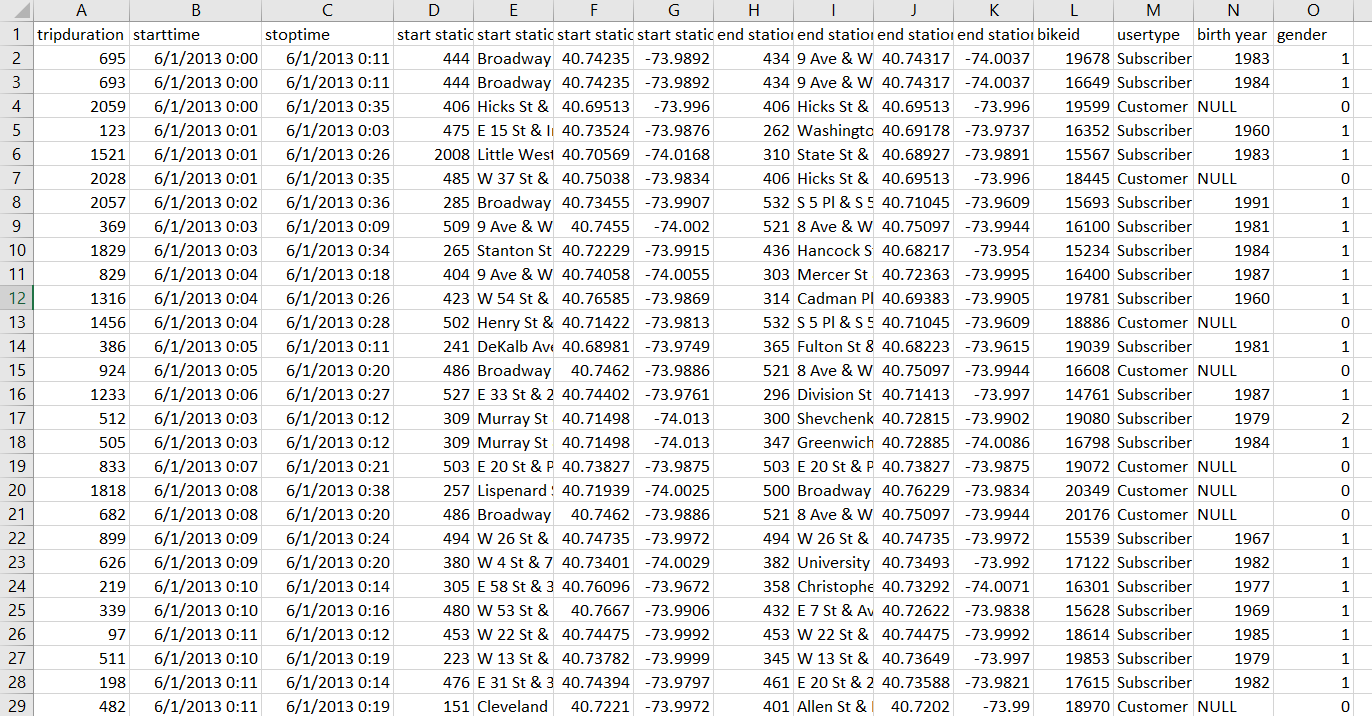 A B C D E F G H I J K L M N O
1 tripduration starttime stoptime start static start static start static start static end station end station end station end station bikeid usertype birth year gender
2 695 6/1/2013 0:00 6/1/2013 0:11 444 Broadway 40.74235 -73.9892 434 9 Ave & W 40.74317 -74.0037 19678 Subscriber 1983 1
3 693 6/1/2013 0:00 6/1/2013 0:11 444 Broadway 40.74235 -73.9892 434 9 Ave & W 40.74317 -74.0037 16649 Subscriber 1984 1
4 2059 6/1/2013 0:00 6/1/2013 0:35 406 Hicks St & 40.69513 -73.996 406 Hicks St & 40.69513 -73.996 19599 Customer NULL 0
5 123 6/1/2013 0:01 6/1/2013 0:03 475 E 15 St & I 40.73524 -73.9876 262 Washingto 40.69178 -73.9737 16352 Subscriber 1960 1
6 1521 6/1/2013 0:01 6/1/2013 0:26 2008 Little West 40.70569 -74.0168 310 State St & 40.68927 -73.9891 15567 Subscriber 1983 1
7 2028 6/1/2013 0:01 6/1/2013 0:35 485 W 37 St & 40.75038 -73.9834 406 Hicks St & 40.69513 -73.996 18445 Customer NULL 0
8 2057 6/1/2013 0:02 6/1/2013 0:36 285 Broadway 40.73455 -73.9907 532 S 5 Pl & S 5 40.71045 -73.9609 15693 Subscriber 1991 1
9 369 6/1/2013 0:03 6/1/2013 0:09 509 9 Ave & W 40.7455 -74.002 521 8 Ave & W 40.75097 -73.9944 16100 Subscriber 1981 1
10 1829 6/1/2013 0:03 6/1/2013 0:34 265 Stanton St 40.72229 -73.9915 436 Hancock S 40.68217 -73.954 15234 Subscriber 1984 1
11 829 6/1/2013 0:04 6/1/2013 0:18 404 9 Ave & W 40.74058 -74.0055 303 Mercer St 40.72363 -73.9995 16400 Subscriber 1987 1
12 1316 6/1/2013 0:04 6/1/2013 0:26 423 W 54 St & 40.76585 -73.9869 314 Cadman Pl 40.69383 -73.9905 19781 Subscriber 1960 1
13 1456 6/1/2013 0:04 6/1/2013 0:28 502 Henry St & 40.71422 -73.9813 532 S 5 Pl & S 5 40.71045 -73.9609 18886 Customer NULL 0
14 386 6/1/2013 0:05 6/1/2013 0:11 241 DeKalb Ave 40.68981 -73.9749 365 Fulton St & 40.68223 -73.9615 19039 Subscriber 1981 1
15 924 6/1/2013 0:05 6/1/2013 0:20 486 Broadway 40.7462 -73.9886 521 8 Ave & W 40.75097 -73.9944 16608 Customer NULL 0
16 1233 6/1/2013 0:06 6/1/2013 0:27 527 E 33 St & 2 40.74402 -73.9761 296 Division St 40.71413 -73.997 14761 Subscriber 1987 1
17 512 6/1/2013 0:03 6/1/2013 0:12 309 Murray St 40.71498 -74.013 300 Shevchenk 40.72815 -73.9902 19080 Subscriber 1979 2
18 505 6/1/2013 0:03 6/1/2013 0:12 309 Murray St 40.71498 -74.013 347 Greenwich 40.72885 -74.0086 16798 Subscriber 1984 1
19 833 6/1/2013 0:07 6/1/2013 0:21 503 E 20 St & P 40.73827 -73.9875 503 E 20 St & P 40.73827 -73.9875 19072 Customer NULL 0
20 1818 6/1/2013 0:08 6/1/2013 0:38 257 Lispenard 40.71939 -74.0025 500 Broadway 40.76229 -73.9834 20349 Customer NULL 0
21 682 6/1/2013 0:08 6/1/2013 0:20 486 Broadway 40.7462 -73.9886 521 8 Ave & W 40.75097 -73.9944 20176 Customer NULL 0
22 899 6/1/2013 0:09 6/1/2013 0:24 494 W 26 St & 40.74735 -73.9972 494 W 26 St & 40.74735 -73.9972 15539 Subscriber 1967 1
23 626 6/1/2013 0:09 6/1/2013 0:20 380 W 4 St & 7 40.73401 -74.0029 382 University 40.73493 -73.992 17122 Subscriber 1982 1
24 219 6/1/2013 0:10 6/1/2013 0:14 305 E 58 St & 3 40.76096 -73.9672 358 Christophe 40.73292 -74.0071 16301 Subscriber 1977 1
25 339 6/1/2013 0:10 6/1/2013 0:16 480 W 53 St & 40.7667 -73.9906 432 E 7 St & Av 40.72622 -73.9838 15628 Subscriber 1969 1
26 97 6/1/2013 0:11 6/1/2013 0:12 453 W 22 St & 40.74475 -73.9992 453 W 22 St & 40.74475 -73.9992 18614 Subscriber 1985 1
27 511 6/1/2013 0:10 6/1/2013 0:19 223 W 13 St & 40.73782 -73.9999 345 W 13 St & 40.73649 -73.997 19853 Subscriber 1979 1
28 198 6/1/2013 0:11 6/1/2013 0:14 476 E 31 St & 3 40.74394 -73.9797 461 E 20 St & 2 40.73588 -73.9821 17615 Subscriber 1982 1
29 482 6/1/2013 0:11 6/1/2013 0:19 151 Cleveland 40.7221 -73.9972 401 Allen St & 40.7202 -73.99 18970 Customer NULL 0